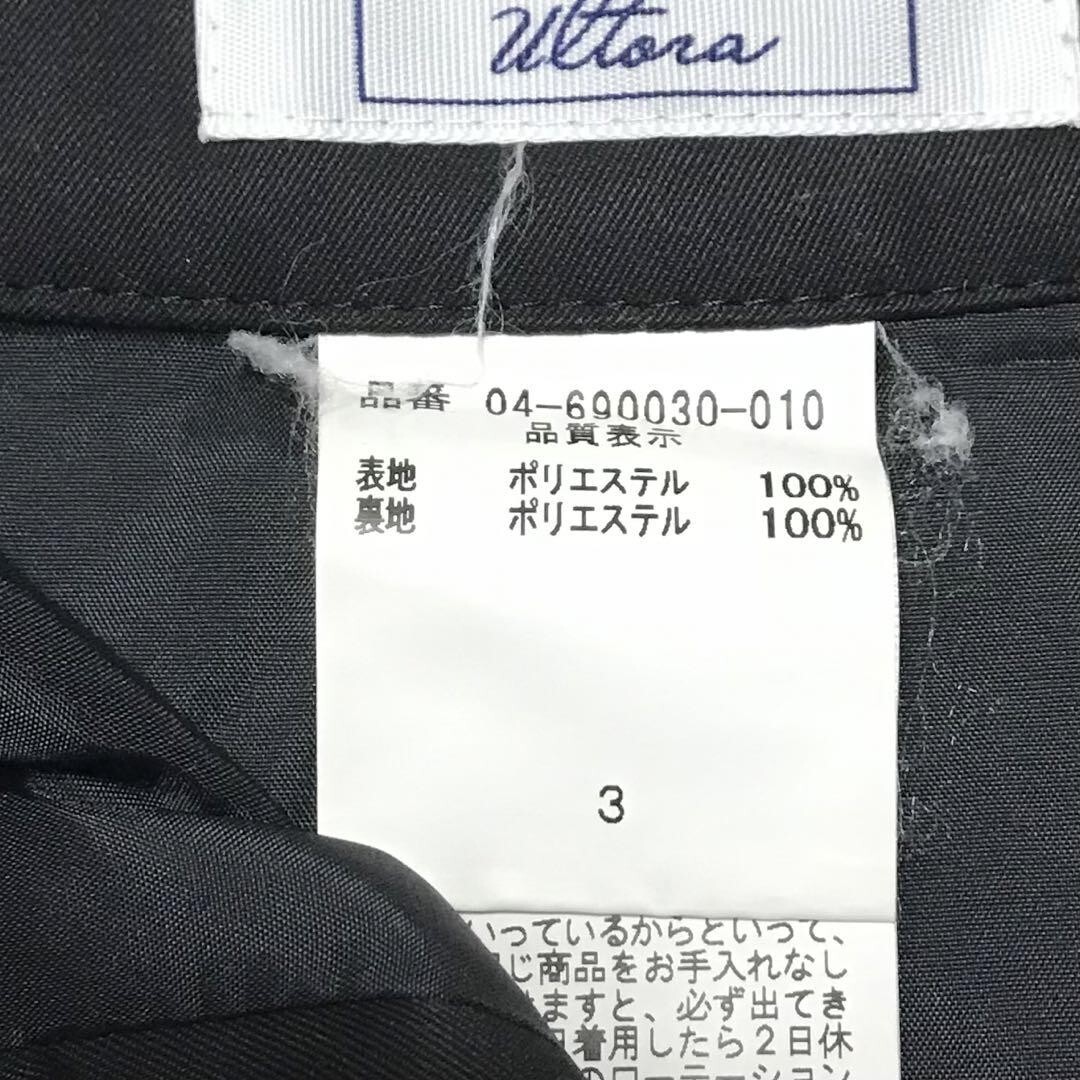 Ultora
品番 04-690030-010
品質表示
表地 ポリエステル 100%
裏地 ポリエステル 100%
3
いっているからといって、
じ商品をお手入れなし
ますと、必ず出てき
着用したら2日休
のローテーション